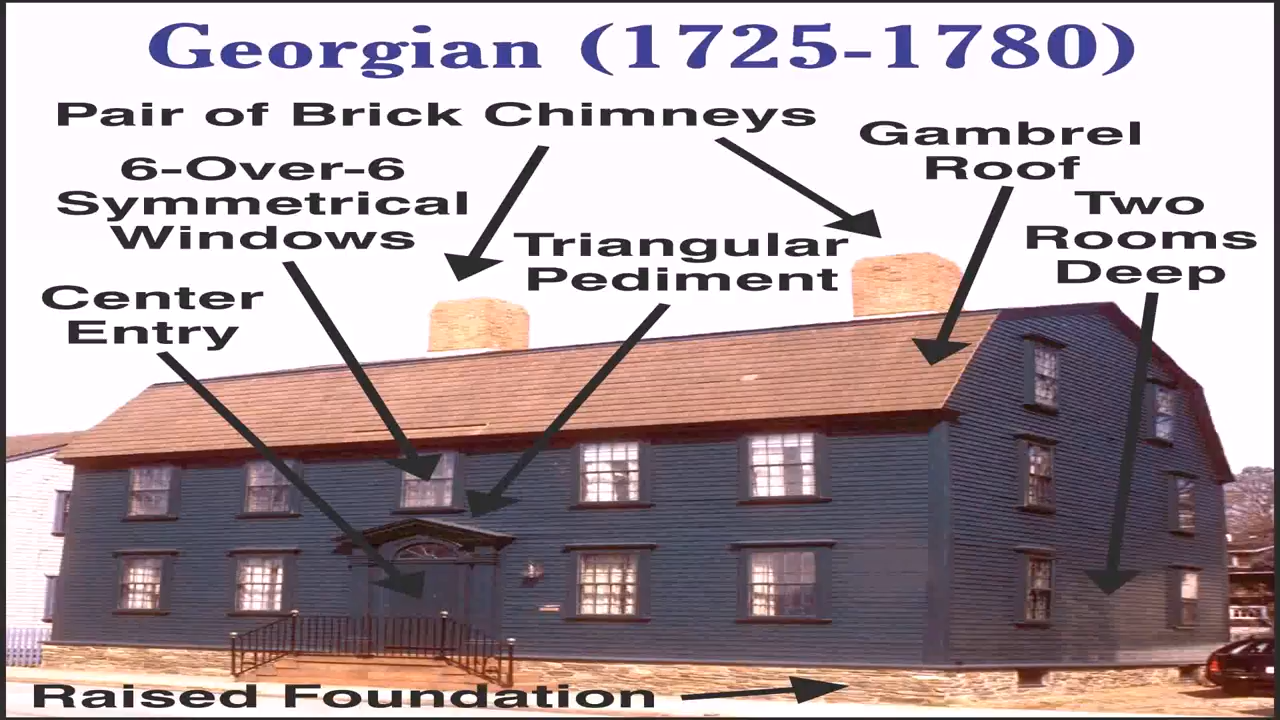 Georgian (1725-1780)
Pair of Brick Chimneys
Gambrel
Roof
6-Over-6
Symmetrical
Windows
Two
Rooms
Deep
Triangular
Pediment
Center
Entry
Raised Foundation